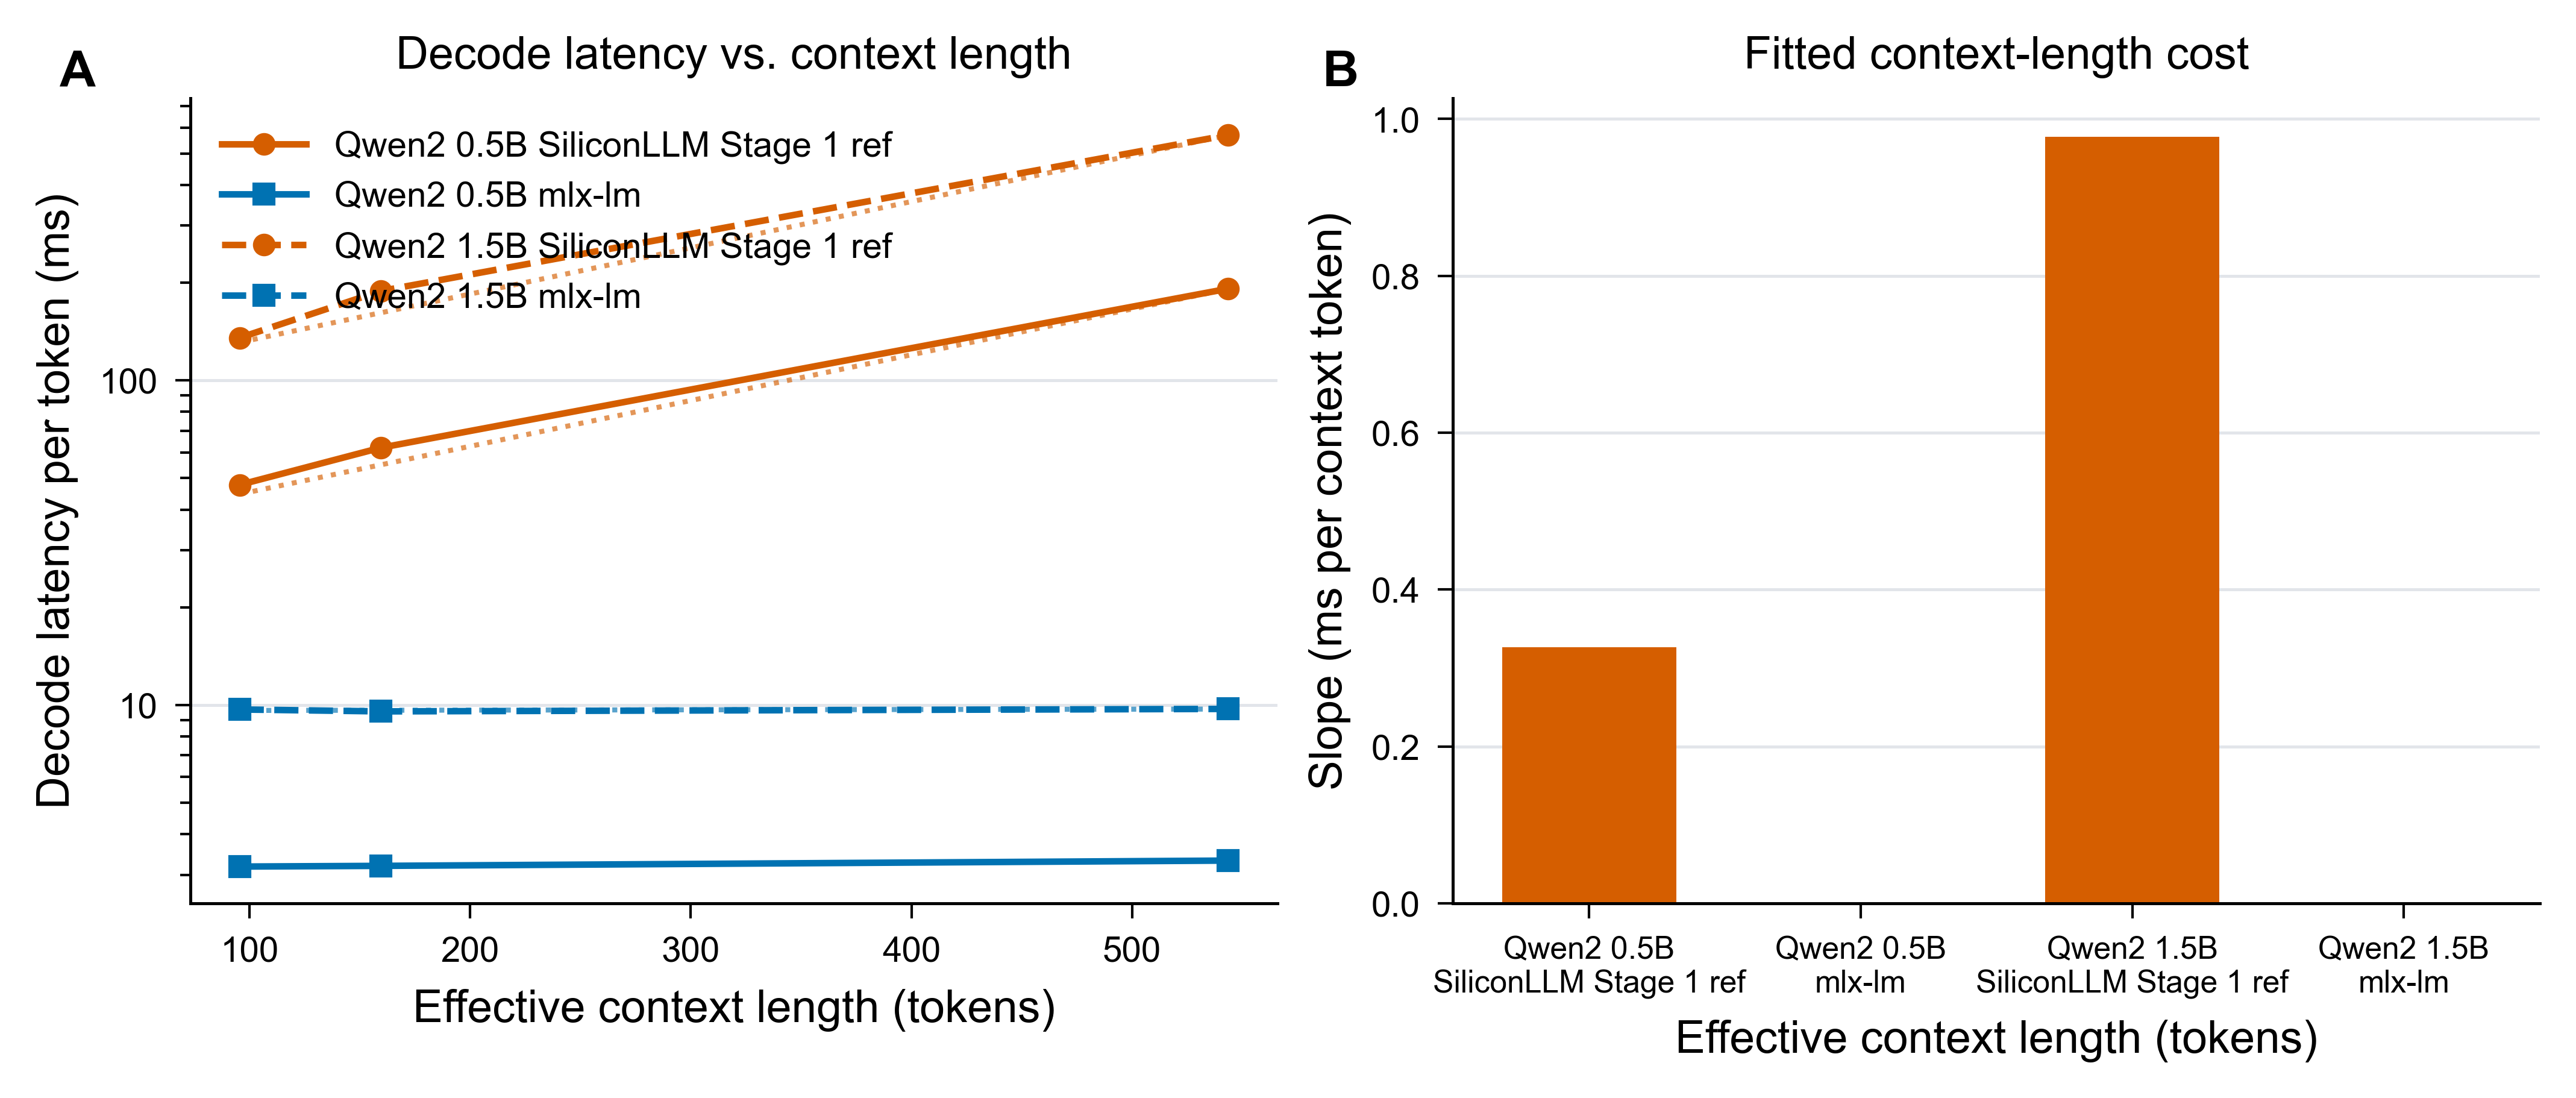 A
Decode latency vs. context length
Decode latency per token (ms)
Qwen2 0.5B SiliconLLM Stage 1 ref
Qwen2 0.5B mlx-lm
Qwen2 1.5B SiliconLLM Stage 1 ref
Qwen2 1.5B mlx-lm
100
10
100 200 300 400 500
Effective context length (tokens)
B
Fitted context-length cost
Slope (ms per context token)
1.0
0.8
0.6
0.4
0.2
0.0
Qwen2 0.5B Qwen2 0.5B Qwen2 1.5B Qwen2 1.5B
SiliconLLM Stage 1 ref mlx-lm SiliconLLM Stage 1 ref mlx-lm
Effective context length (tokens)